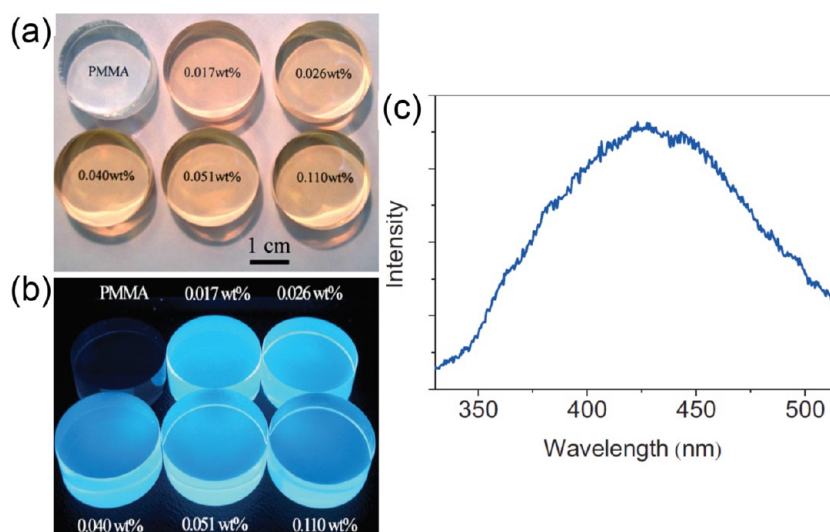 (a)
PMMA
0.017wt%
0.026wt%
0.040wt%
0.051wt%
0.110wt%
1 cm
(b)
PMMA
0.017 wt%
0.026 wt%
0.040 wt%
0.051 wt%
0.110 wt%
(c)
Intensity
350
400
450
500
Wavelength (nm)